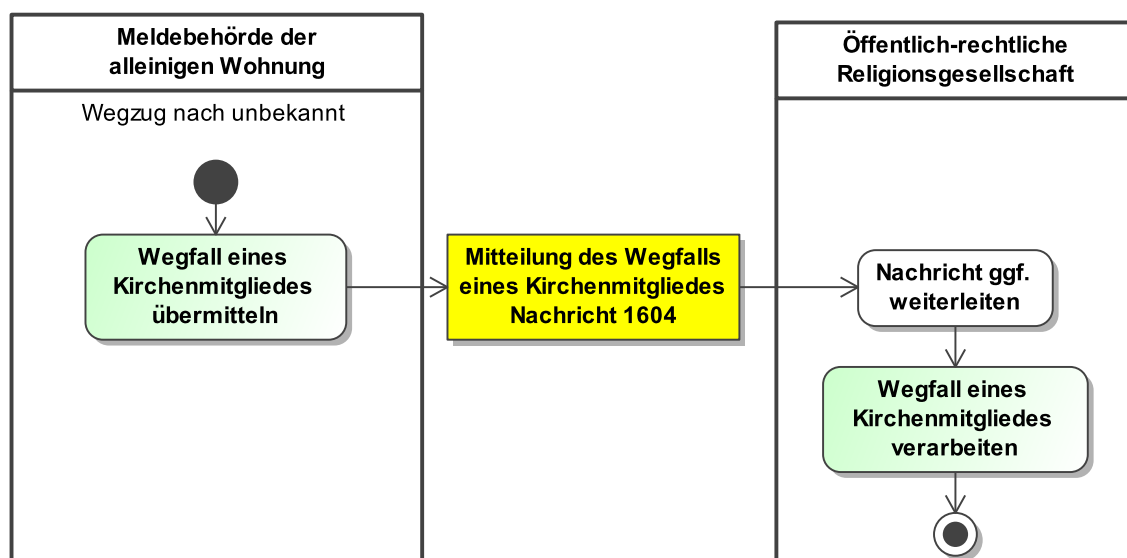 Meldebehörde der
alleinigen Wohnung
Wegzug nach unbekannt
Wegfall eines
Kirchenmitgliedes
übermitteln
Mitteilung des Wegfalls
eines Kirchenmitgliedes
Nachricht 1604
Öffentlich-rechtliche
Religionsgesellschaft
Nachricht ggf.
weiterleiten
Wegfall eines
Kirchenmitgliedes
verarbeiten